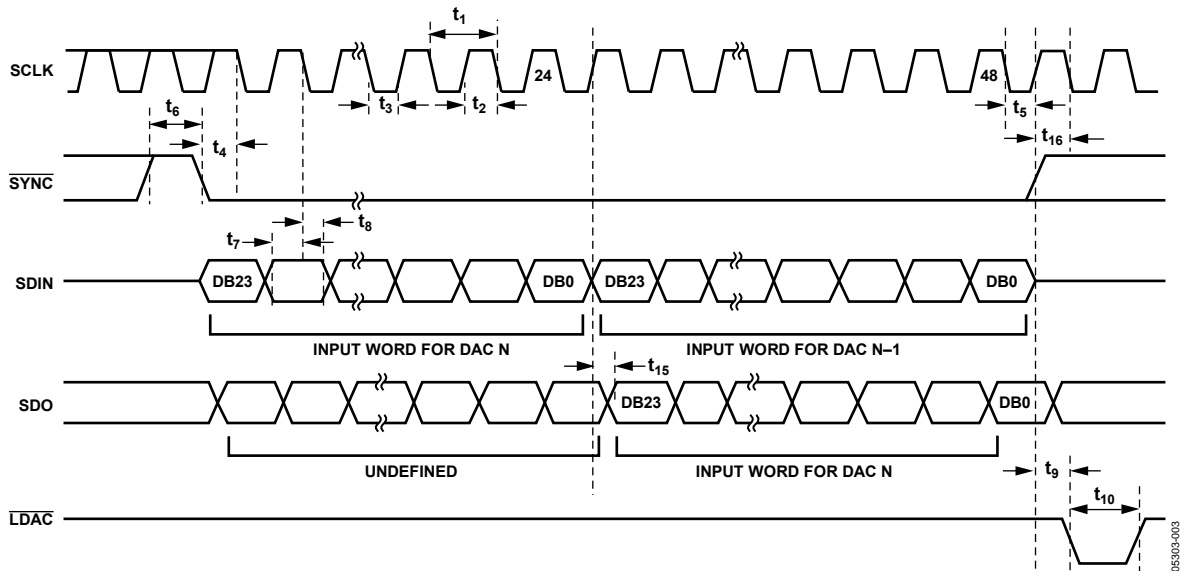 t1
SCLK
24
48
t6
t3
t2
t5
t4
t16
SYNC
t7
t8
SDIN
DB23
DB0
DB23
DB0
INPUT WORD FOR DAC N
INPUT WORD FOR DAC N–1
t15
SDO
DB23
DB0
UNDEFINED
INPUT WORD FOR DAC N
t9
t10
LDAC
05303-003